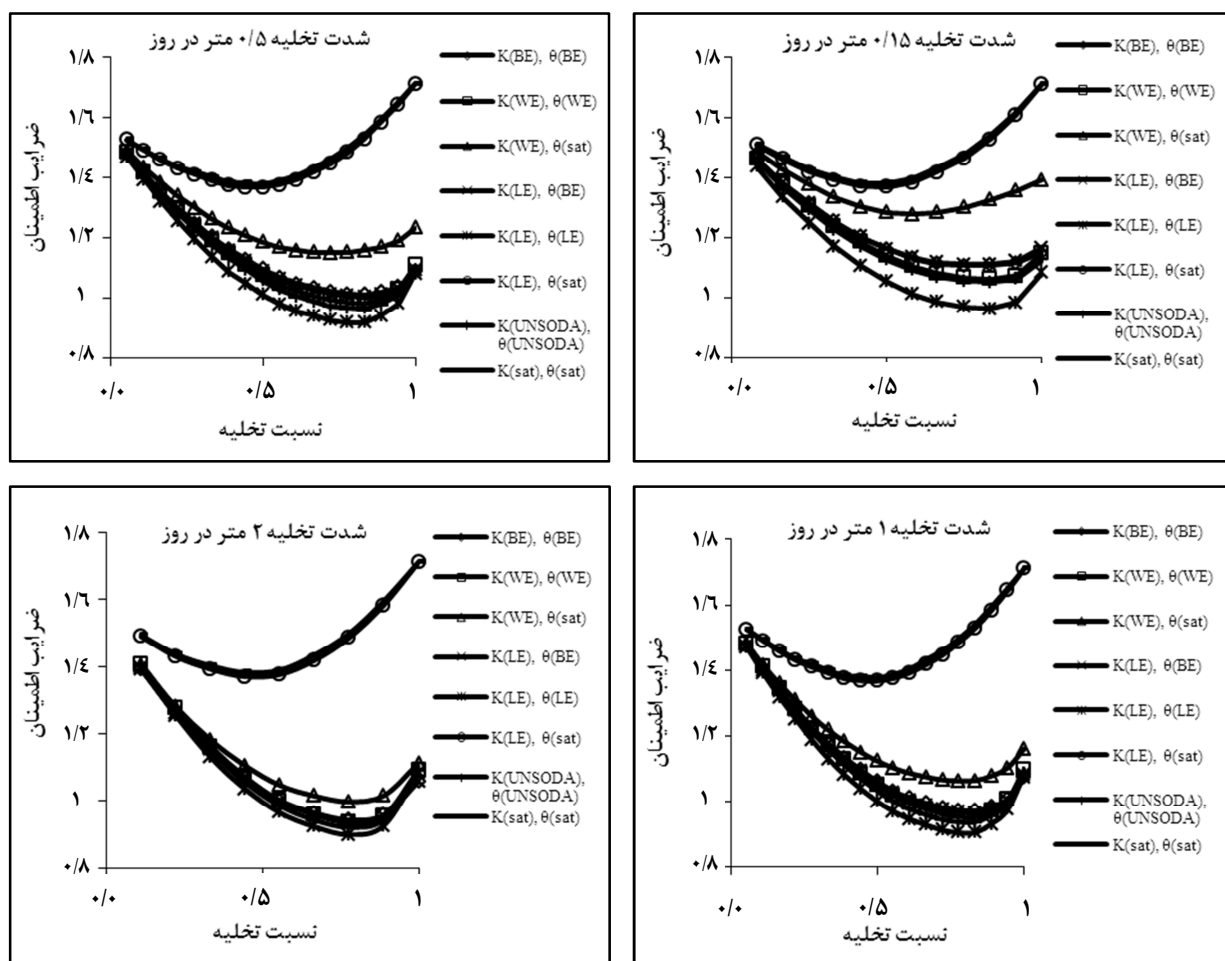 شدت تخلیه ۰/۵ متر در روز
ضرایب اطمینان
۱/۸
۱/۶
۱/۴
۱/۲
۱
۰/۸
۰/۰
۰/۵
۱
نسبت تخلیه
K(BE), θ(BE)
K(WE), θ(WE)
K(WE), θ(sat)
K(LE), θ(BE)
K(LE), θ(LE)
K(LE), θ(sat)
K(UNSODA),
θ(UNSODA)
K(sat), θ(sat)
شدت تخلیه ۰/۱۵ متر در روز
ضرایب اطمینان
۱/۸
۱/۶
۱/۴
۱/۲
۱
۰/۸
۰/۰
۰/۵
۱
نسبت تخلیه
K(BE), θ(BE)
K(WE), θ(WE)
K(WE), θ(sat)
K(LE), θ(BE)
K(LE), θ(LE)
K(LE), θ(sat)
K(UNSODA),
θ(UNSODA)
K(sat), θ(sat)
شدت تخلیه ۲ متر در روز
ضرایب اطمینان
۱/۸
۱/۶
۱/۴
۱/۲
۱
۰/۸
۰/۰
۰/۵
۱
نسبت تخلیه
K(BE), θ(BE)
K(WE), θ(WE)
K(WE), θ(sat)
K(LE), θ(BE)
K(LE), θ(LE)
K(LE), θ(sat)
K(UNSODA),
θ(UNSODA)
K(sat), θ(sat)
شدت تخلیه ۱ متر در روز
ضرایب اطمینان
۱/۸
۱/۶
۱/۴
۱/۲
۱
۰/۸
۰/۰
۰/۵
۱
نسبت تخلیه
K(BE), θ(BE)
K(WE), θ(WE)
K(WE), θ(sat)
K(LE), θ(BE)
K(LE), θ(LE)
K(LE), θ(sat)
K(UNSODA),
θ(UNSODA)
K(sat), θ(sat)